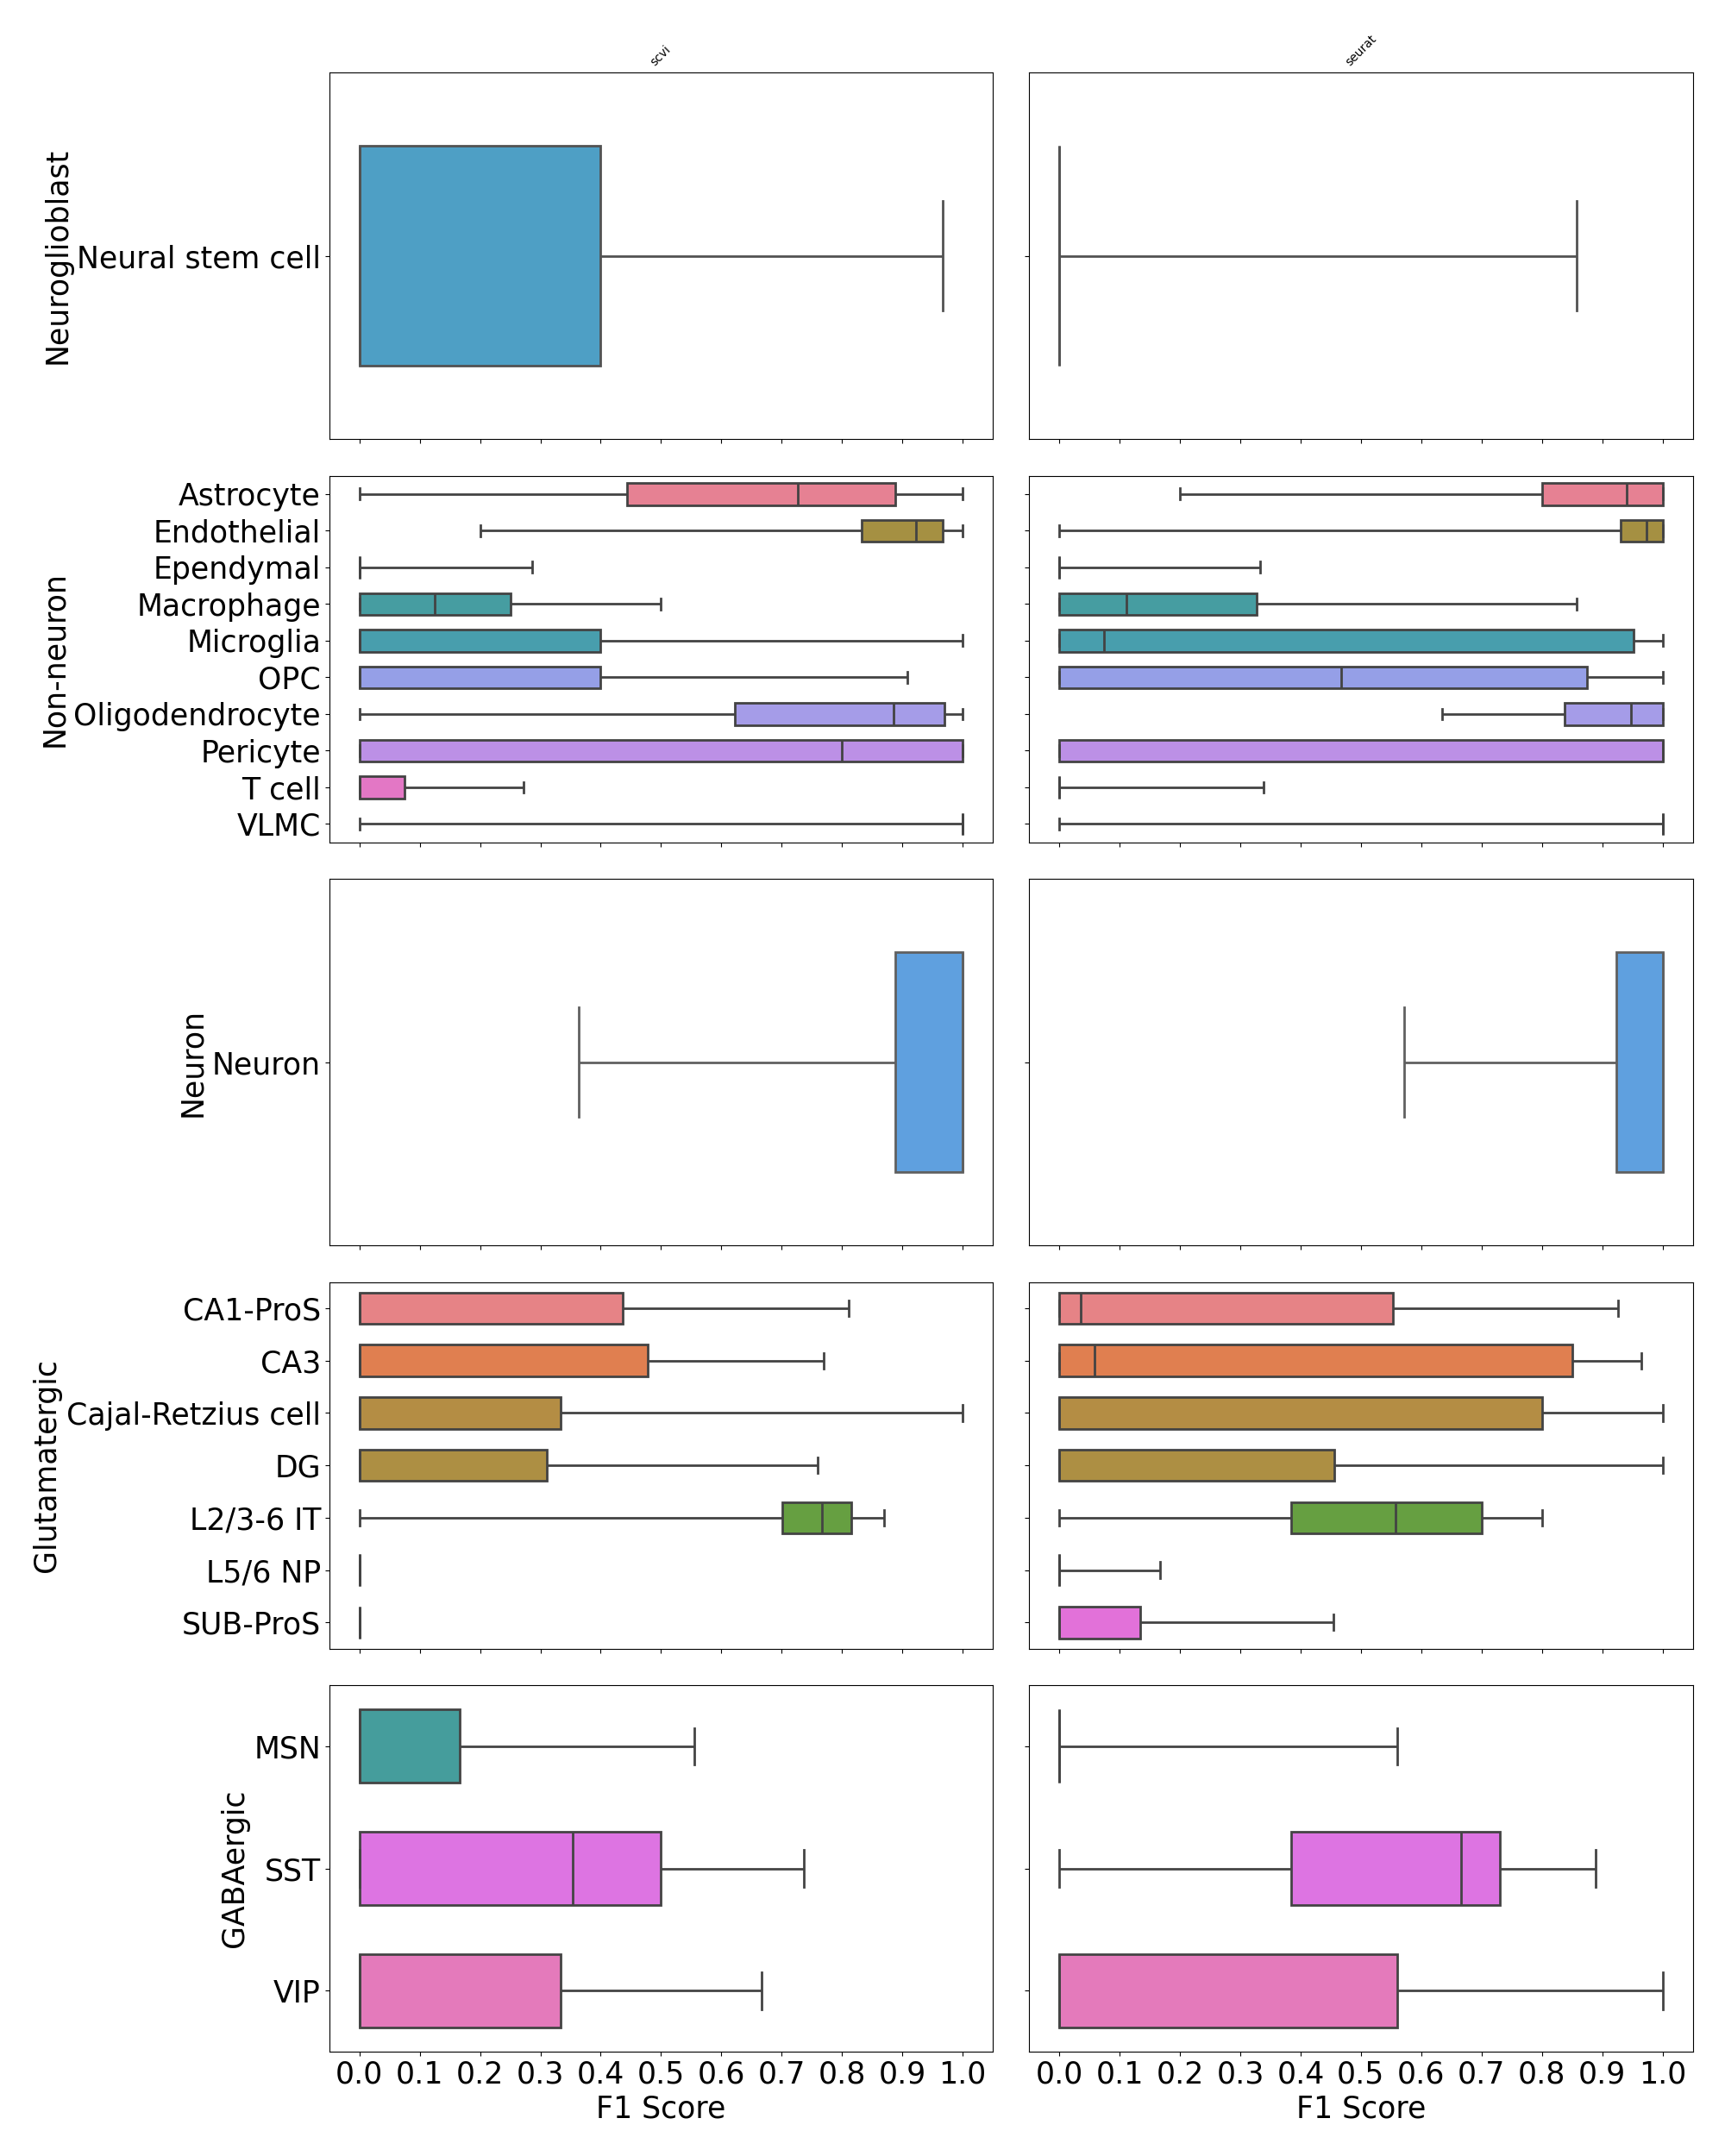 scvi
seurat
Neuroglioblast
Neural stem cell
Non-neuron
Astrocyte
Endothelial
Ependymal
Macrophage
Microglia
OPC
Oligodendrocyte
Pericyte
T cell
VLMC
Neuron
Neuron
Glutamatergic
CA1-ProS
CA3
Cajal-Retzius cell
DG
L2/3-6 IT
L5/6 NP
SUB-ProS
GABAergic
MSN
SST
VIP
0.0 0.1 0.2 0.3 0.4 0.5 0.6 0.7 0.8 0.9 1.0
F1 Score
0.0 0.1 0.2 0.3 0.4 0.5 0.6 0.7 0.8 0.9 1.0
F1 Score